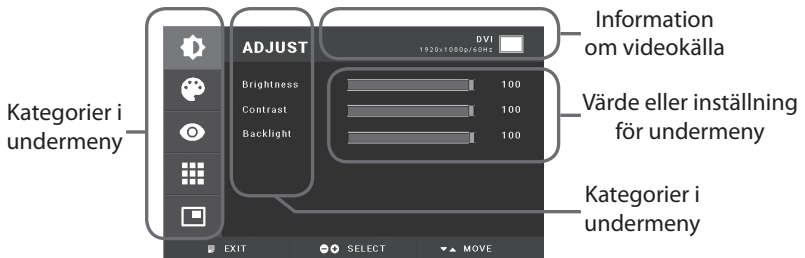 Information
om videokälla
ADJUST
DVI
1920x1080p/60Hz
Brightness 100
Contrast 100
Backlight 100
Kategorier i
undermeny
Värde eller inställning
för undermeny
Kategorier i
undermeny
EXIT SELECT MOVE